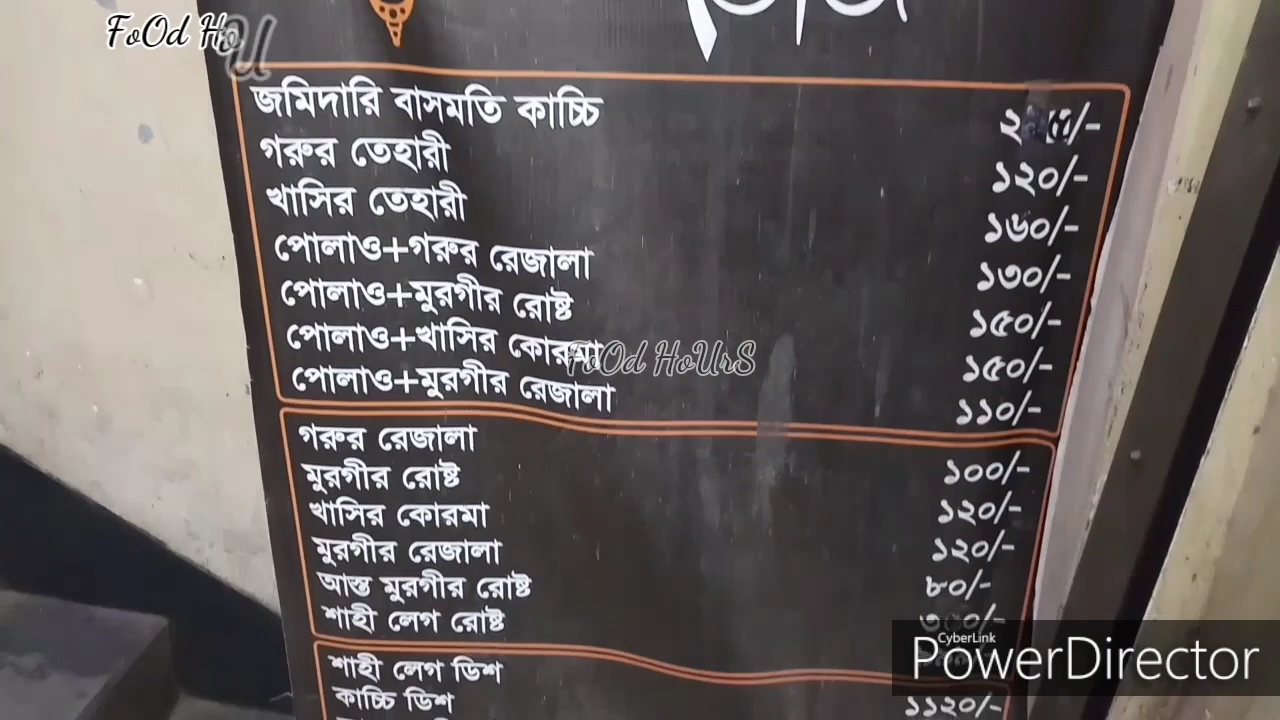 FoOd HoU
জমিদারি বাসমতি কাচ্চি
গরুর তেহারী ১২০/-
খাসির তেহারী ১৬০/-
পোলাও+গরুর রেজালা ১৩০/-
পোলাও+মুরগীর রোষ্ট ১৫০/-
পোলাও+খাসির কোরমা ১৫০/-
পোলাও+মুরগীর রেজালা ১১০/-
FoOd HoUrS
গরুর রেজালা ১০০/-
মুরগীর রোষ্ট ১২০/-
খাসির কোরমা ১২০/-
মুরগীর রেজালা ৮০/-
আস্ত মুরগীর রোষ্ট
শাহী লেগ রোষ্ট
শাহী লেগ ডিশ
কাচ্চি ডিশ ১১২০/-
CyberLink
PowerDirector